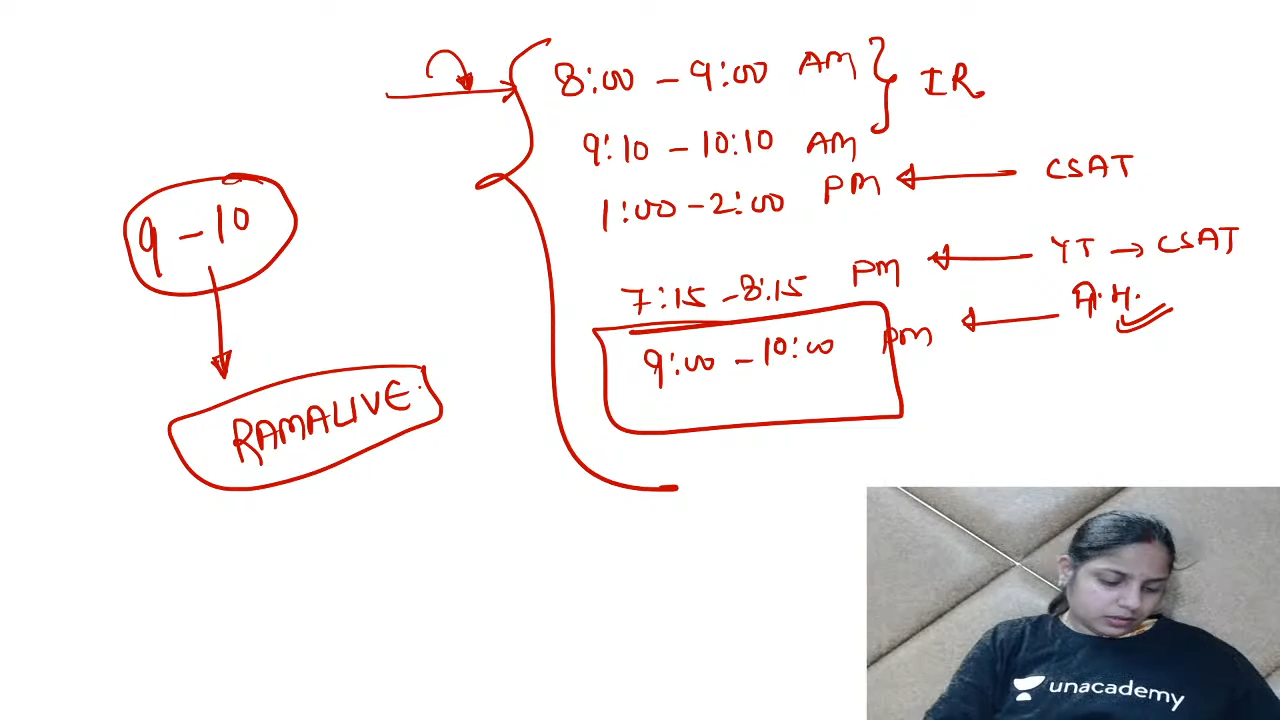 8:00 - 9:00 AM } IR
9:10 - 10:10 AM
1:00 - 2:00 PM ← CSAT
7:15 - 8:15 PM ← YT → CSAT
9:00 - 10:00 PM ← A.H.
9 - 10
RAMALIVE
unacademy